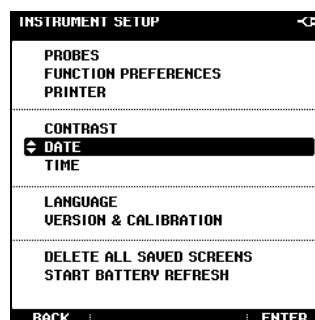 INSTRUMENT SETUP
PROBES
FUNCTION PREFERENCES
PRINTER
CONTRAST
DATE
TIME
LANGUAGE
VERSION & CALIBRATION
DELETE ALL SAVED SCREENS
START BATTERY REFRESH
BACK ENTER